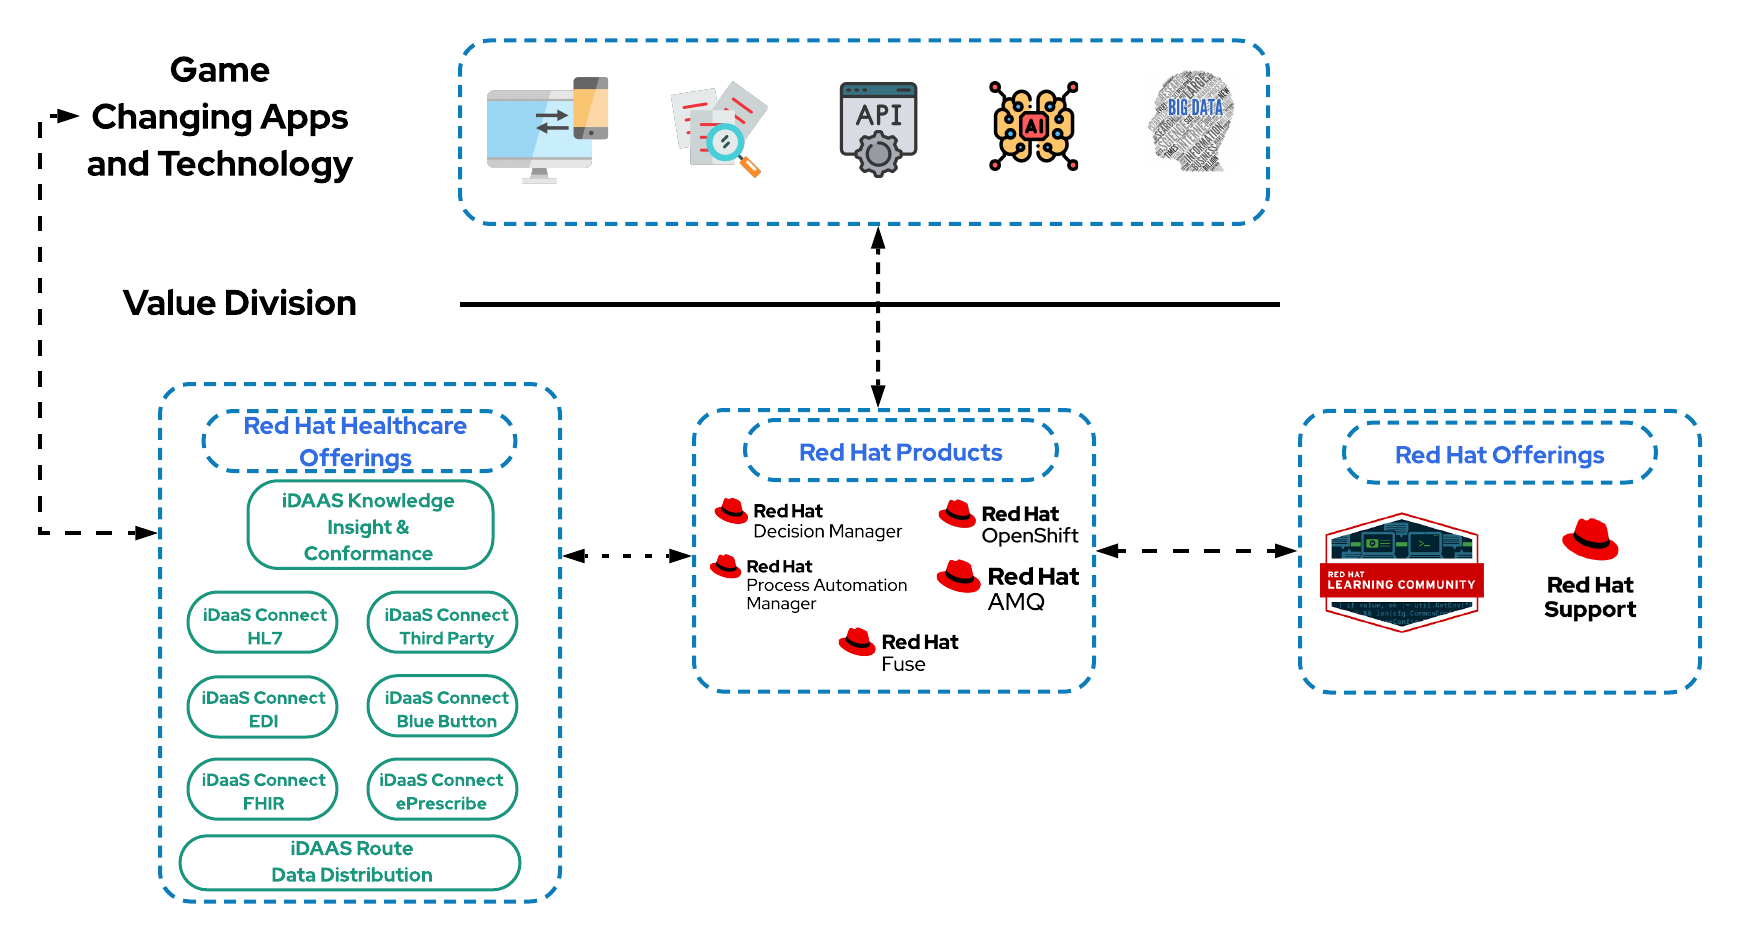 Game
Changing Apps
and Technology
API
AI
BIG DATA
Value Division
Red Hat Healthcare
Offerings
iDAAS Knowledge
Insight &
Conformance
iDaaS Connect
HL7
iDaaS Connect
Third Party
iDaaS Connect
EDI
iDaaS Connect
Blue Button
iDaaS Connect
FHIR
iDaaS Connect
ePrescribe
iDAAS Route
Data Distribution
Red Hat Products
Red Hat
Decision Manager
Red Hat
OpenShift
Red Hat
Process Automation
Manager
Red Hat
AMQ
Red Hat
Fuse
Red Hat Offerings
RED HAT
LEARNING COMMUNITY
Red Hat
Support